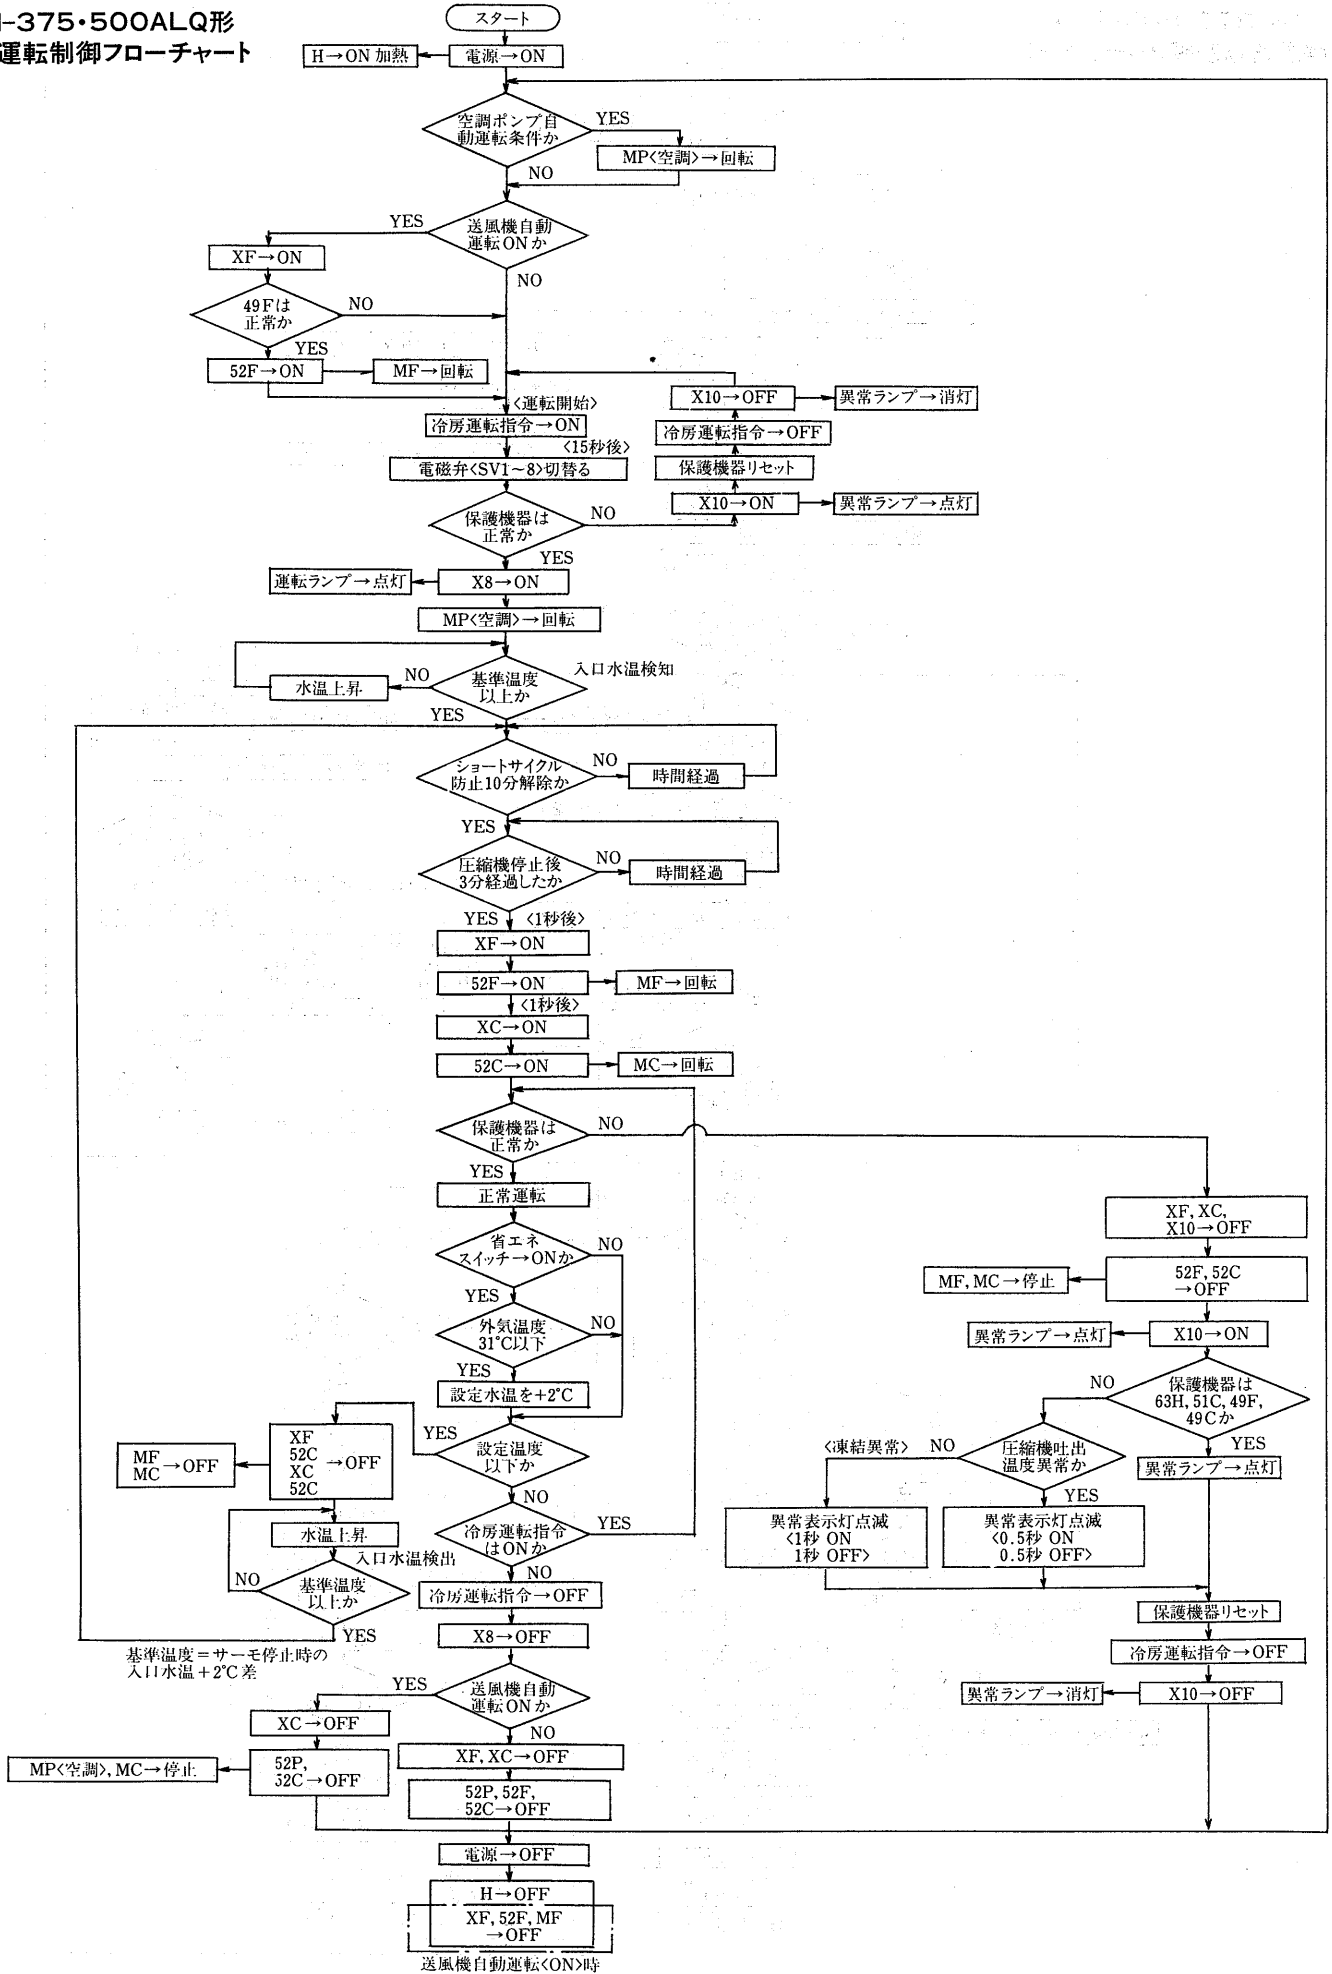 -375・500ALQ形
運転制御フローチャート
スタート
電源→ON
H→ON 加熱
空調ポンプ自
動運転条件か
YES
MP<空調>→回転
NO
送風機自動
運転ONか
YES
XF→ON
NO
49Fは
正常か
NO
YES
52F→ON
MF→回転
<運転開始>
冷房運転指令→ON
<15秒後>
電磁弁<SV1~8>切替る
保護機器は
正常か
NO
X10→ON
異常ランプ→点灯
保護機器リセット
冷房運転指令→OFF
X10→OFF
異常ランプ→消灯
YES
X8→ON
運転ランプ→点灯
MP<空調>→回転
入口水温検知
基準温度
以上か
NO
水温上昇
YES
ショートサイクル
防止10分解除か
NO
時間経過
YES
圧縮機停止後
3分経過したか
NO
時間経過
YES
<1秒後>
XF→ON
52F→ON
MF→回転
<1秒後>
XC→ON
52C→ON
MC→回転
保護機器は
正常か
NO
YES
正常運転
省エネ
スイッチ→ONか
NO
YES
外気温度
31℃以下
NO
YES
設定水温を+2℃
設定温度
以下か
YES
XF
52C
XC
52C
→OFF
MF
MC
→OFF
水温上昇
入口水温検出
基準温度
以上か
NO
YES
基準温度=サーモ停止時の
入口水温+2℃差
NO
冷房運転指令
はONか
YES
NO
冷房運転指令→OFF
X8→OFF
送風機自動
運転ONか
YES
XC→OFF
52P,
52C→OFF
MP<空調>, MC→停止
NO
XF, XC→OFF
52P, 52F,
52C→OFF
XF, XC,
X10→OFF
52F, 52C
→OFF
MF, MC→停止
X10→ON
異常ランプ→点灯
保護機器は
63H, 51C, 49F,
49Cか
NO
YES
異常ランプ→点灯
圧縮機吐出
温度異常か
NO
<凍結異常>
YES
異常表示灯点滅
<1秒 ON
1秒 OFF>
異常表示灯点滅
<0.5秒 ON
0.5秒 OFF>
保護機器リセット
冷房運転指令→OFF
X10→OFF
異常ランプ→消灯
電源→OFF
H→OFF
XF, 52F, MF
→OFF
送風機自動運転<ON>時